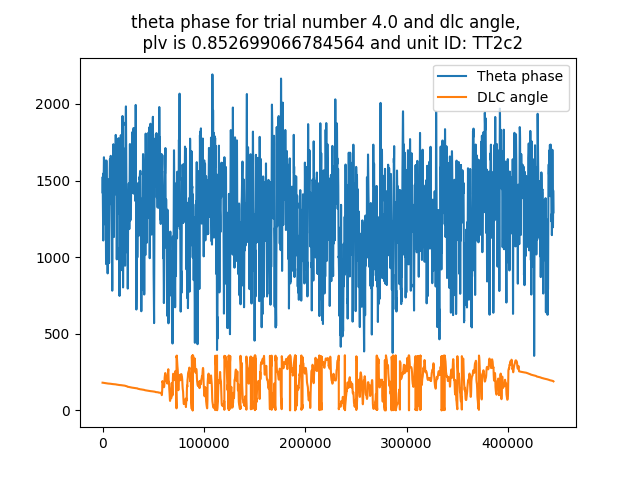 theta phase for trial number 4.0 and dlc angle,
plv is 0.852699066784564 and unit ID: TT2c2
Theta phase
DLC angle
2000
1500
1000
500
0
0 100000 200000 300000 400000